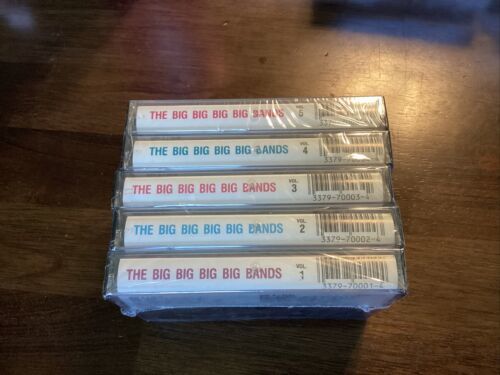 THE BIG BIG BIG BIG BANDS VOL. 5
THE BIG BIG BIG BIG BANDS VOL. 4
THE BIG BIG BIG BIG BANDS VOL. 3
3379-70003-4
THE BIG BIG BIG BIG BANDS VOL. 2
3379-70002-4
THE BIG BIG BIG BIG BANDS VOL. 1
3379-70001-4